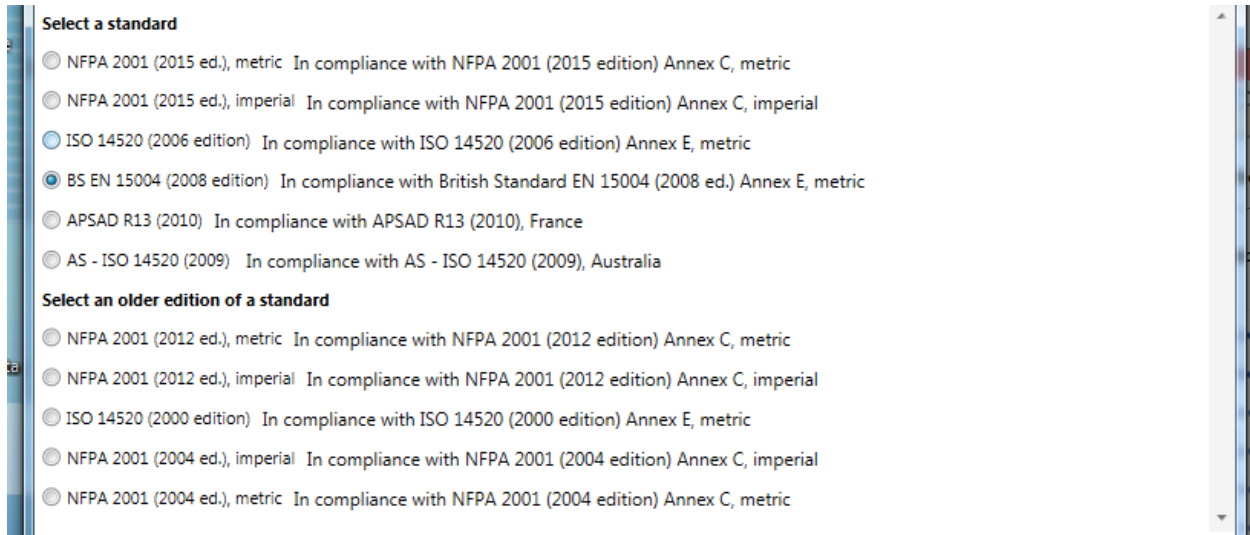 Select a standard
NFPA 2001 (2015 ed.), metric In compliance with NFPA 2001 (2015 edition) Annex C, metric
NFPA 2001 (2015 ed.), imperial In compliance with NFPA 2001 (2015 edition) Annex C, imperial
ISO 14520 (2006 edition) In compliance with ISO 14520 (2006 edition) Annex E, metric
BS EN 15004 (2008 edition) In compliance with British Standard EN 15004 (2008 ed.) Annex E, metric
APSAD R13 (2010) In compliance with APSAD R13 (2010), France
AS - ISO 14520 (2009) In compliance with AS - ISO 14520 (2009), Australia
Select an older edition of a standard
NFPA 2001 (2012 ed.), metric In compliance with NFPA 2001 (2012 edition) Annex C, metric
NFPA 2001 (2012 ed.), imperial In compliance with NFPA 2001 (2012 edition) Annex C, imperial
ISO 14520 (2000 edition) In compliance with ISO 14520 (2000 edition) Annex E, metric
NFPA 2001 (2004 ed.), imperial In compliance with NFPA 2001 (2004 edition) Annex C, imperial
NFPA 2001 (2004 ed.), metric In compliance with NFPA 2001 (2004 edition) Annex C, metric